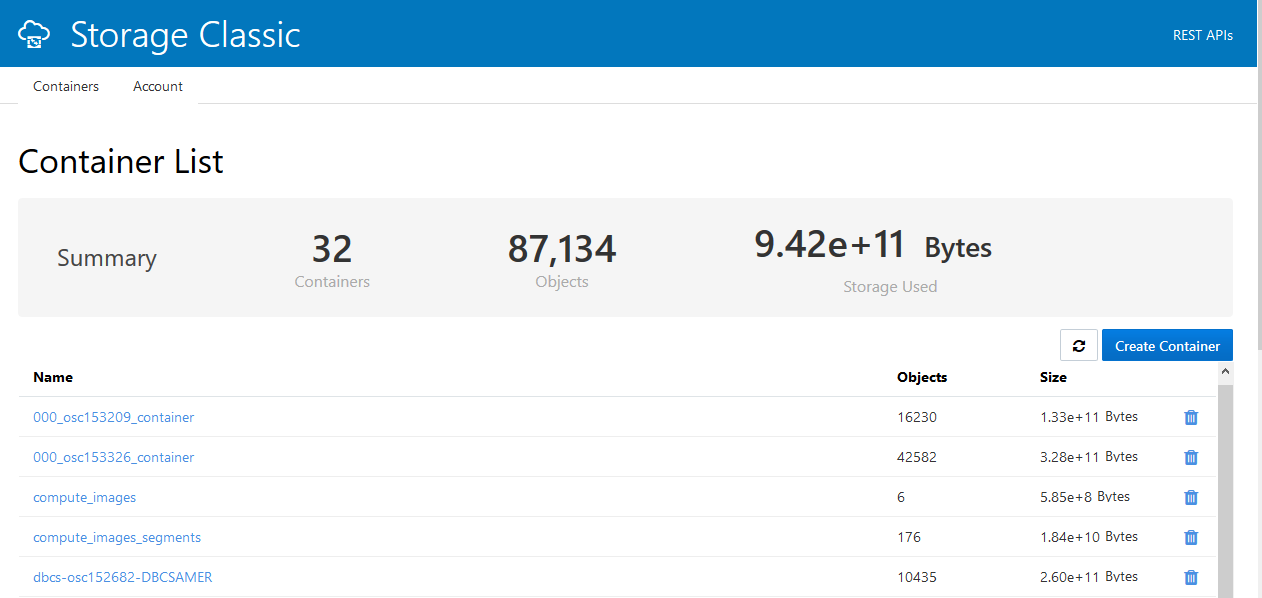 Storage Classic
REST APIs
Containers Account
Container List
Summary
32
Containers
87,134
Objects
9.42e+11 Bytes
Storage Used
Create Container
Name Objects Size
000_osc153209_container 16230 1.33e+11 Bytes
000_osc153326_container 42582 3.28e+11 Bytes
compute_images 6 5.85e+8 Bytes
compute_images_segments 176 1.84e+10 Bytes
dbcs-osc152682-DBCSAMER 10435 2.60e+11 Bytes